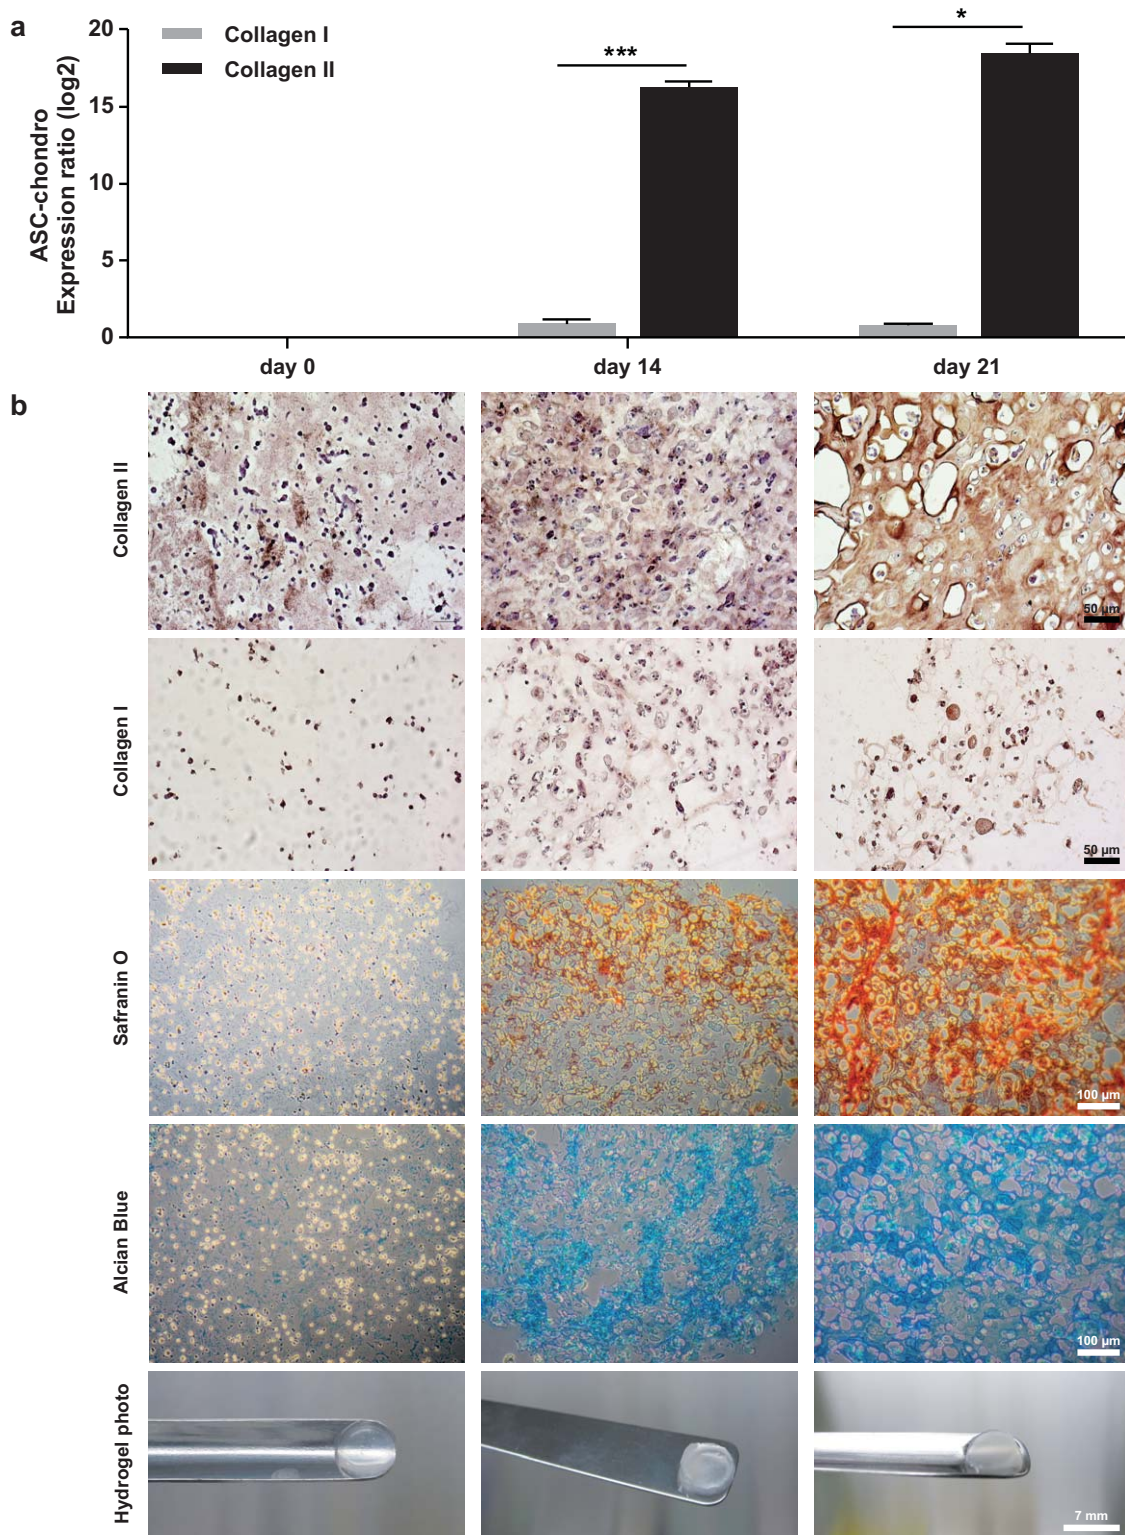 a
20
15
10
5
0
ASC-chondro
Expression ratio (log2)
Collagen I
Collagen II
***
*
day 0
day 14
day 21
b
Collagen II
50 µm
Collagen I
50 µm
Safranin O
100 µm
Alcian Blue
100 µm
Hydrogel photo
7 mm